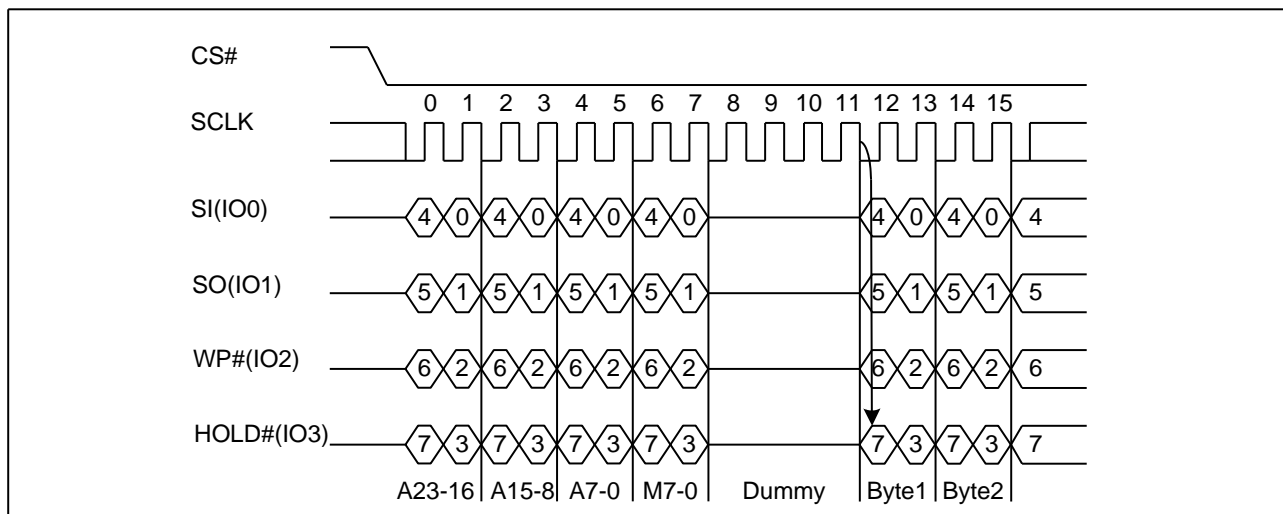 CS#
0 1 2 3 4 5 6 7 8 9 10 11 12 13 14 15
SCLK
SI(IO0) 4 0 4 0 4 0 4 0 4 0 4 0 4
SO(IO1) 5 1 5 1 5 1 5 1 5 1 5 1 5
WP#(IO2) 6 2 6 2 6 2 6 2 6 2 6 2 6
HOLD#(IO3) 7 3 7 3 7 3 7 3 7 3 7 3 7
A23-16 A15-8 A7-0 M7-0 Dummy Byte1 Byte2